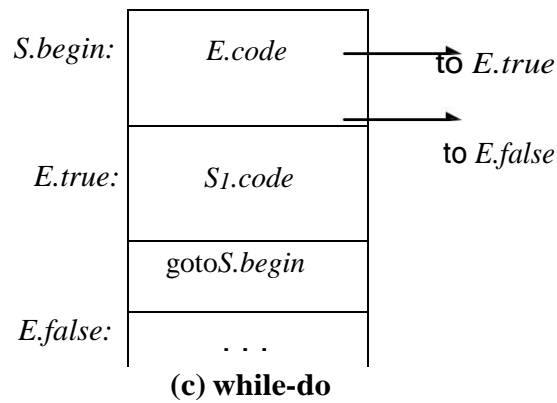 S.begin: E.code to E.true
to E.false
E.true: S1.code
gotoS.begin
E.false: . . .
(c) while-do